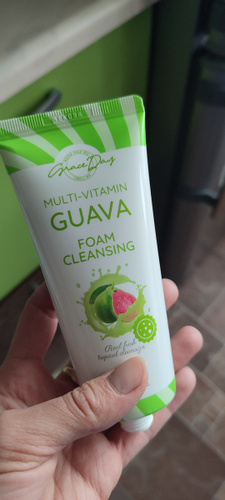 Grace Day
MULTI-VITAMIN
GUAVA
FOAM
CLEANSING